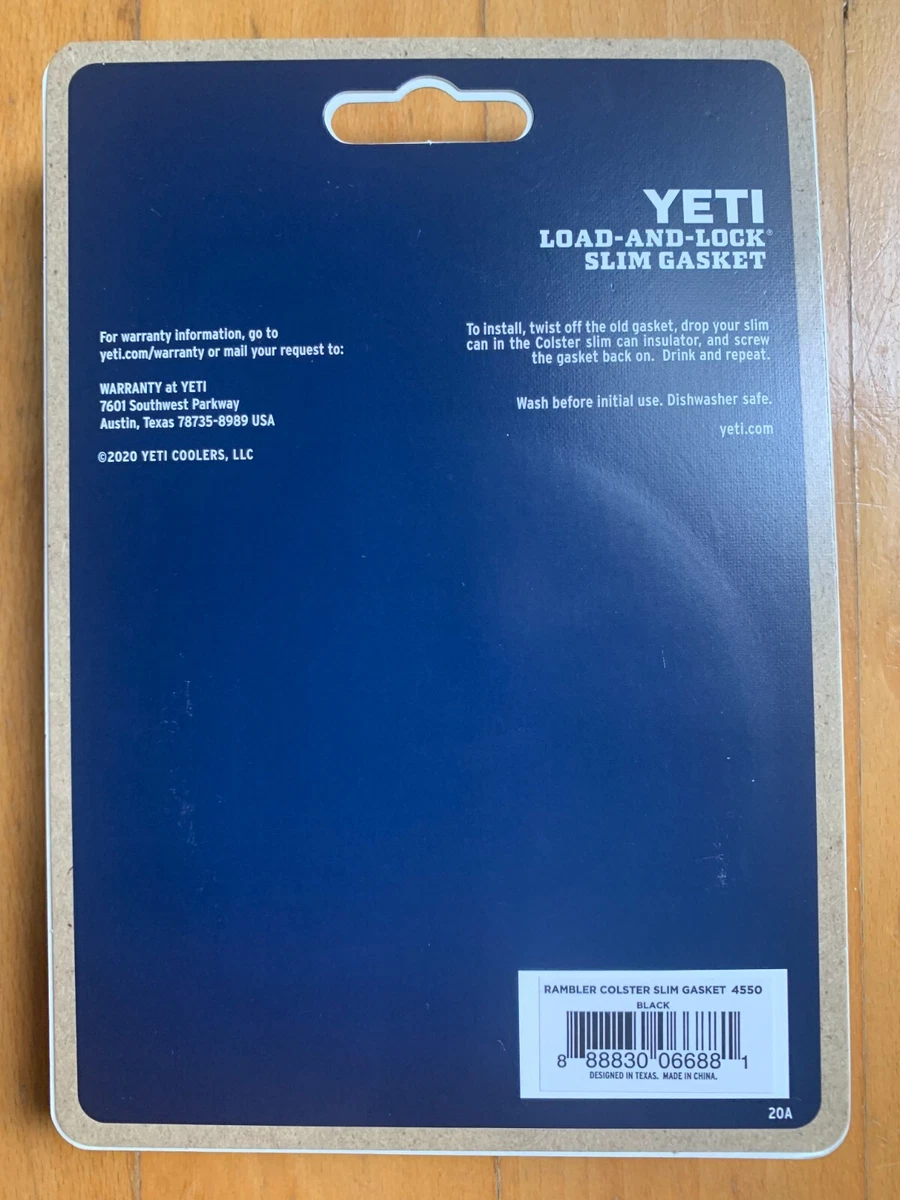 YETI
LOAD-AND-LOCK®
SLIM GASKET
For warranty information, go to
yeti.com/warranty or mail your request to:
WARRANTY at YETI
7601 Southwest Parkway
Austin, Texas 78735-8989 USA
©2020 YETI COOLERS, LLC
To install, twist off the old gasket, drop your slim
can in the Colster slim can insulator, and screw
the gasket back on. Drink and repeat.
Wash before initial use. Dishwasher safe.
yeti.com
RAMBLER COLSTER SLIM GASKET 4550
BLACK
8 88830 06688 1
DESIGNED IN TEXAS. MADE IN CHINA.
20A